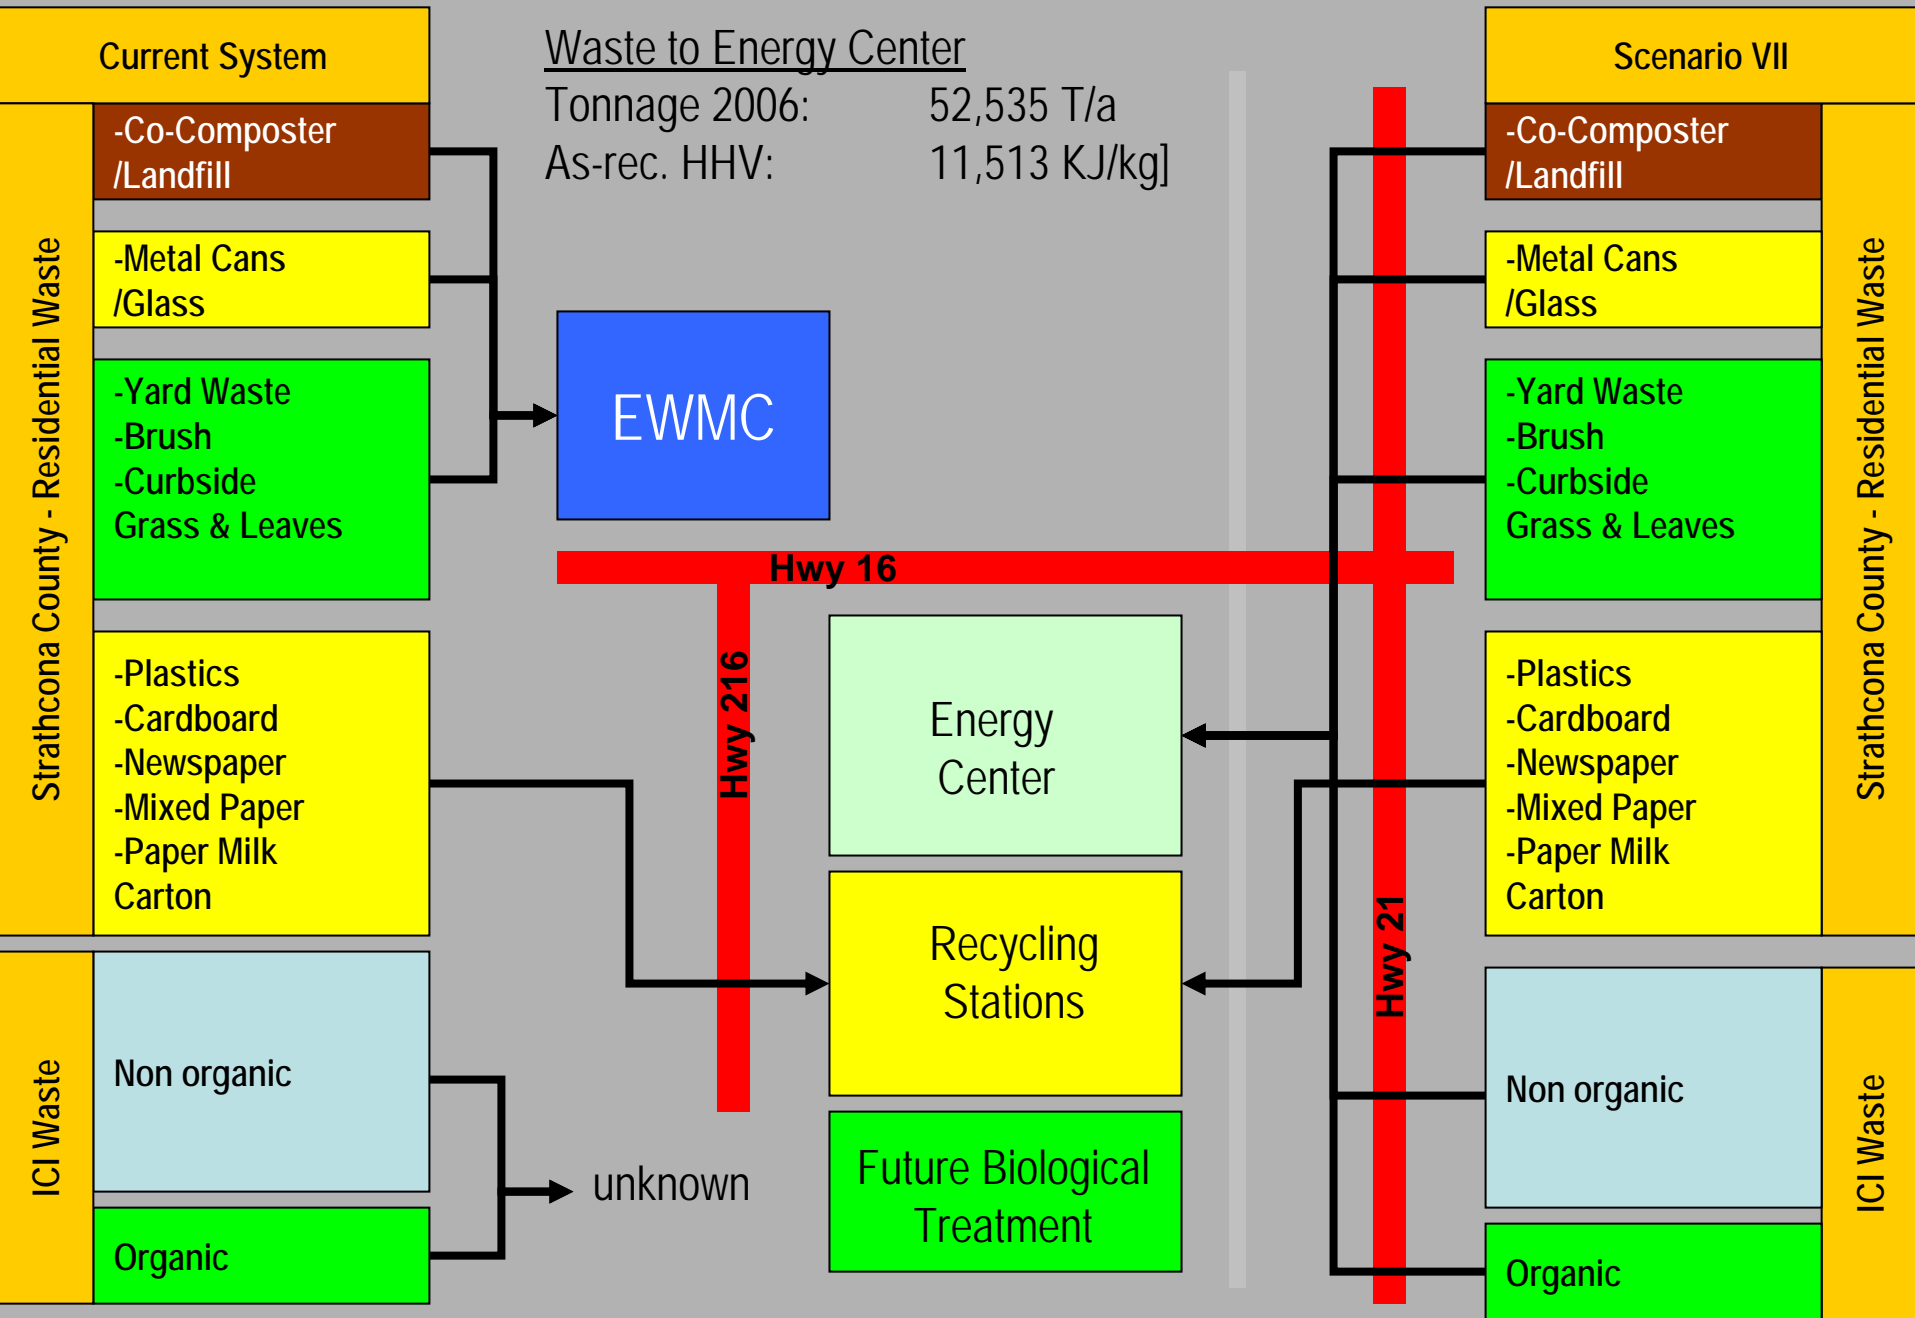 Current System
Strathcona County - Residential Waste
-Co-Composter
/Landfill
-Metal Cans
/Glass
-Yard Waste
-Brush
-Curbside
Grass & Leaves
-Plastics
-Cardboard
-Newspaper
-Mixed Paper
-Paper Milk
Carton
ICI Waste
Non organic
Organic
Waste to Energy Center
Tonnage 2006: 52,535 T/a
As-rec. HHV: 11,513 KJ/kg]
EWMC
Hwy 16
Hwy 216
Energy
Center
Recycling
Stations
Future Biological
Treatment
unknown
Hwy 21
Scenario VII
-Co-Composter
/Landfill
-Metal Cans
/Glass
-Yard Waste
-Brush
-Curbside
Grass & Leaves
-Plastics
-Cardboard
-Newspaper
-Mixed Paper
-Paper Milk
Carton
Strathcona County - Residential Waste
Non organic
Organic
ICI Waste